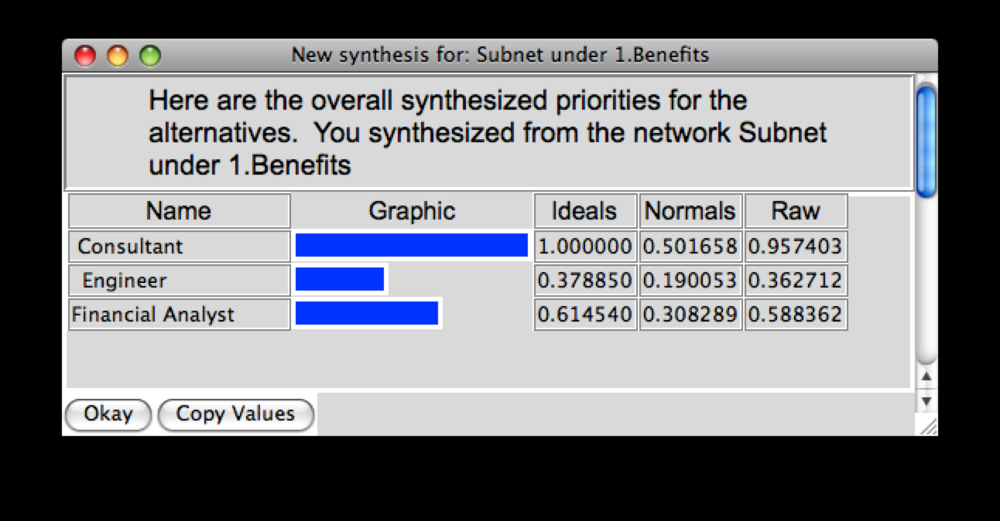 New synthesis for: Subnet under 1.Benefits
Here are the overall synthesized priorities for the
alternatives.  You synthesized from the network Subnet
under 1.Benefits
Name Graphic Ideals Normals Raw
Consultant 1.000000 0.501658 0.957403
Engineer 0.378850 0.190053 0.362712
Financial Analyst 0.614540 0.308289 0.588362
Okay Copy Values